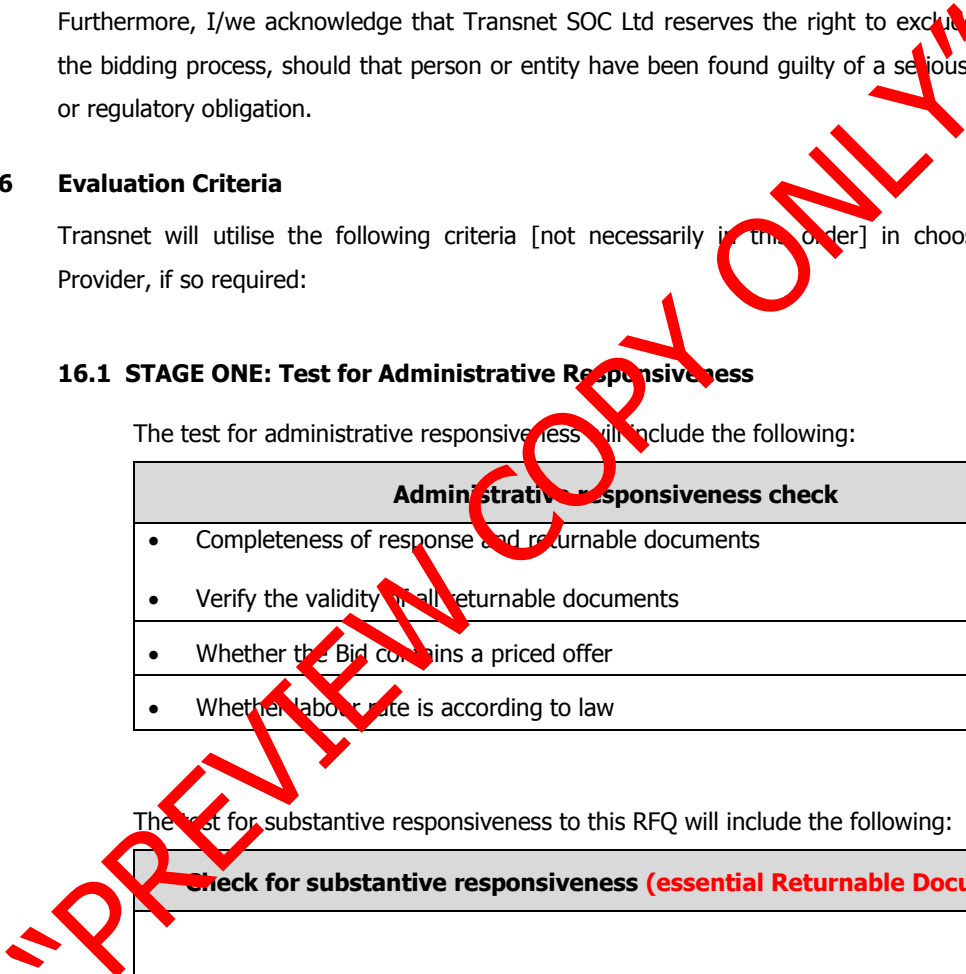 Furthermore, I/we acknowledge that Transnet SOC Ltd reserves the right to exclude
the bidding process, should that person or entity have been found guilty of a serious
or regulatory obligation.
6 Evaluation Criteria
Transnet will utilise the following criteria [not necessarily in this order] in choos
Provider, if so required:
16.1 STAGE ONE: Test for Administrative Responsiveness
The test for administrative responsiveness will include the following:
Administrative responsiveness check
• Completeness of response and returnable documents
• Verify the validity of all returnable documents
• Whether the Bid contains a priced offer
• Whether labour rate is according to law
The test for substantive responsiveness to this RFQ will include the following:
Check for substantive responsiveness (essential Returnable Docu
"PREVIEW COPY ONLY"